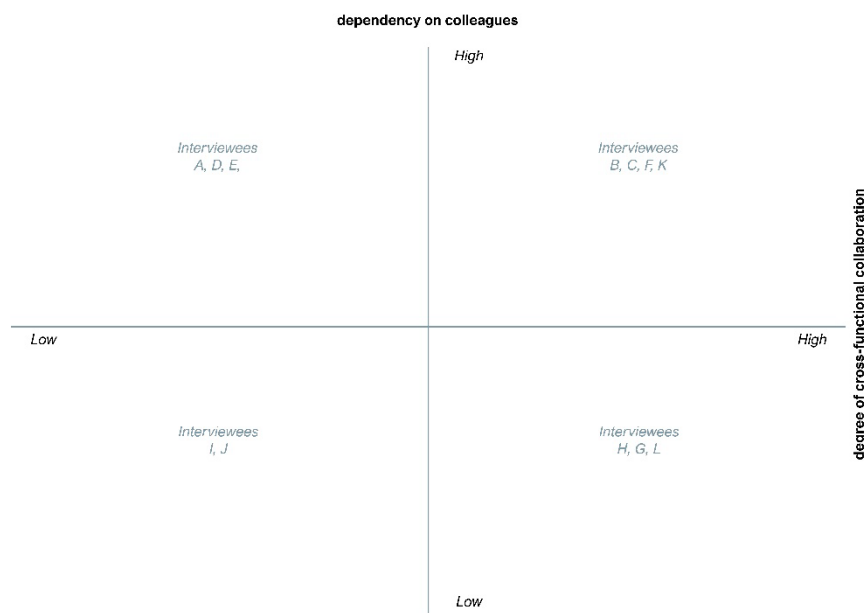 dependency on colleagues
High
Interviewees
A, D, E,
Interviewees
B, C, F, K
degree of cross-functional collaboration
Low
High
Interviewees
I, J
Interviewees
H, G, L
Low